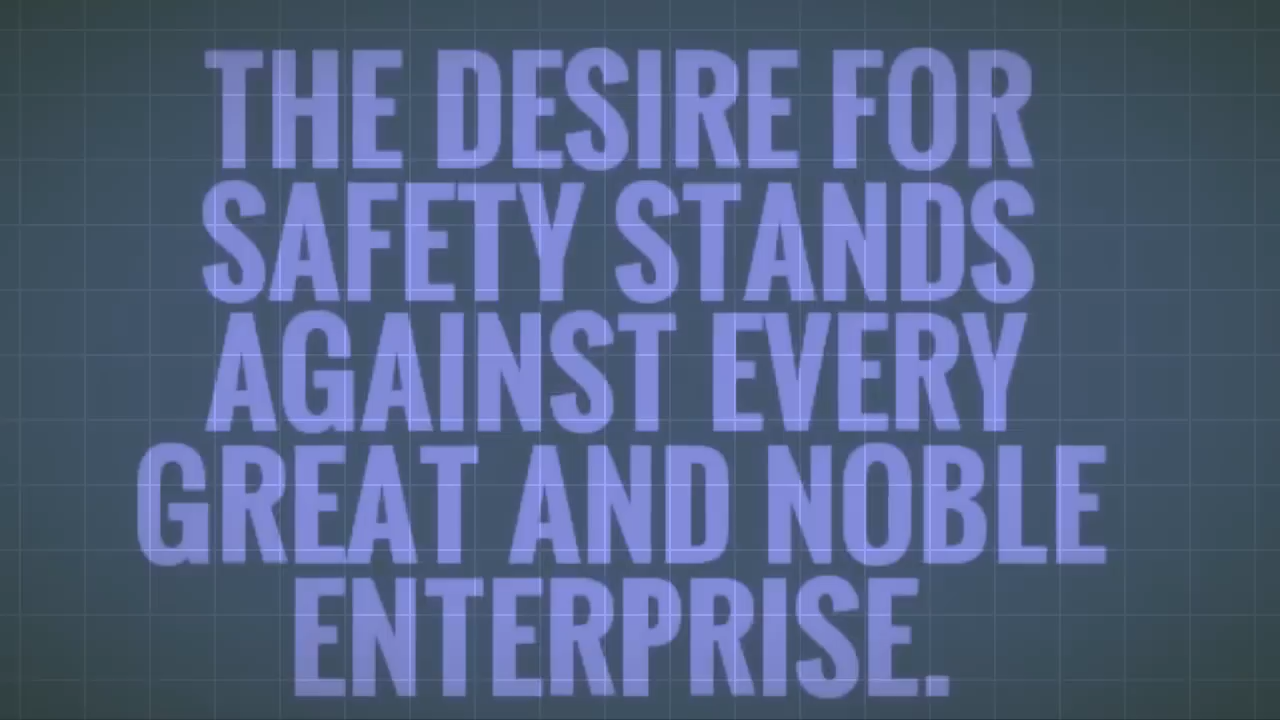 THE DESIRE FOR
SAFETY STANDS
AGAINST EVERY
GREAT AND NOBLE
ENTERPRISE.